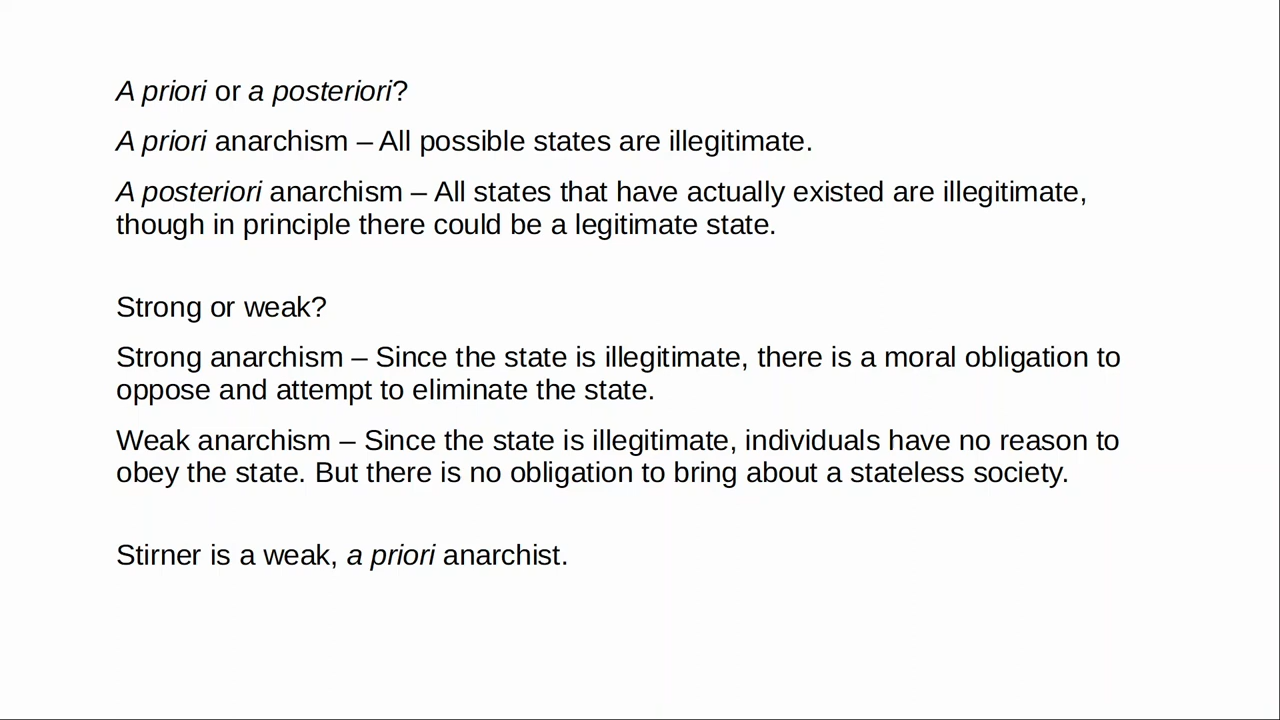 A priori or a posteriori?
A priori anarchism – All possible states are illegitimate.
A posteriori anarchism – All states that have actually existed are illegitimate,
though in principle there could be a legitimate state.
Strong or weak?
Strong anarchism – Since the state is illegitimate, there is a moral obligation to
oppose and attempt to eliminate the state.
Weak anarchism – Since the state is illegitimate, individuals have no reason to
obey the state. But there is no obligation to bring about a stateless society.
Stirner is a weak, a priori anarchist.